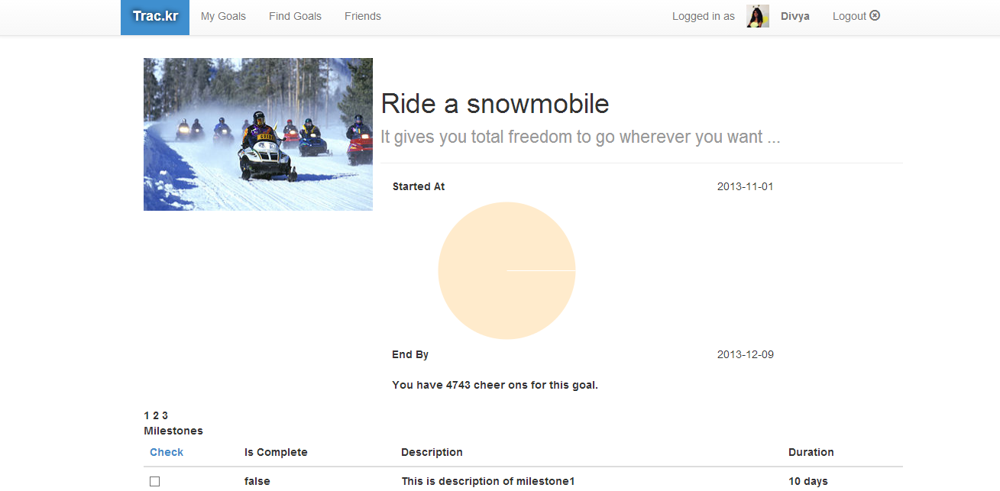 Trac.kr My Goals Find Goals Friends Logged in as Divya Logout
Ride a snowmobile
It gives you total freedom to go wherever you want ...
Started At 2013-11-01
End By 2013-12-09
You have 4743 cheer ons for this goal.
1 2 3
Milestones
Check Is Complete Description Duration
false This is description of milestone1 10 days